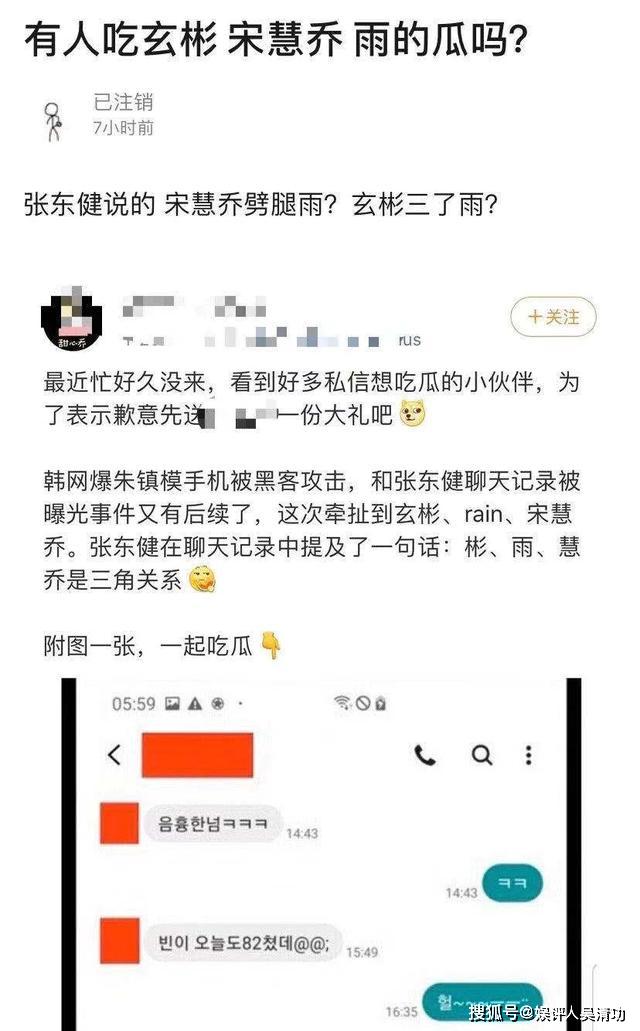 有人吃玄彬 宋慧乔 雨的瓜吗?
已注销
7小时前
张东健说的 宋慧乔劈腿雨? 玄彬三了雨?
甜心乔
rus
+关注
最近忙好久没来，看到好多私信想吃瓜的小伙伴，为
了表示歉意先送 一份大礼吧
韩网爆朱镇模手机被黑客攻击，和张东健聊天记录被
曝光事件又有后续了，这次牵扯到玄彬、rain、宋慧
乔。张东健在聊天记录中提及了一句话：彬、雨、慧
乔是三角关系
附图一张，一起吃瓜
05:59
음흉한넘ㅋㅋㅋ
14:43
14:43
ㅋㅋ
빈이 오늘도82쳤데@@;
15:49
16:35
헐~~
搜狐号@娱评人吴清功